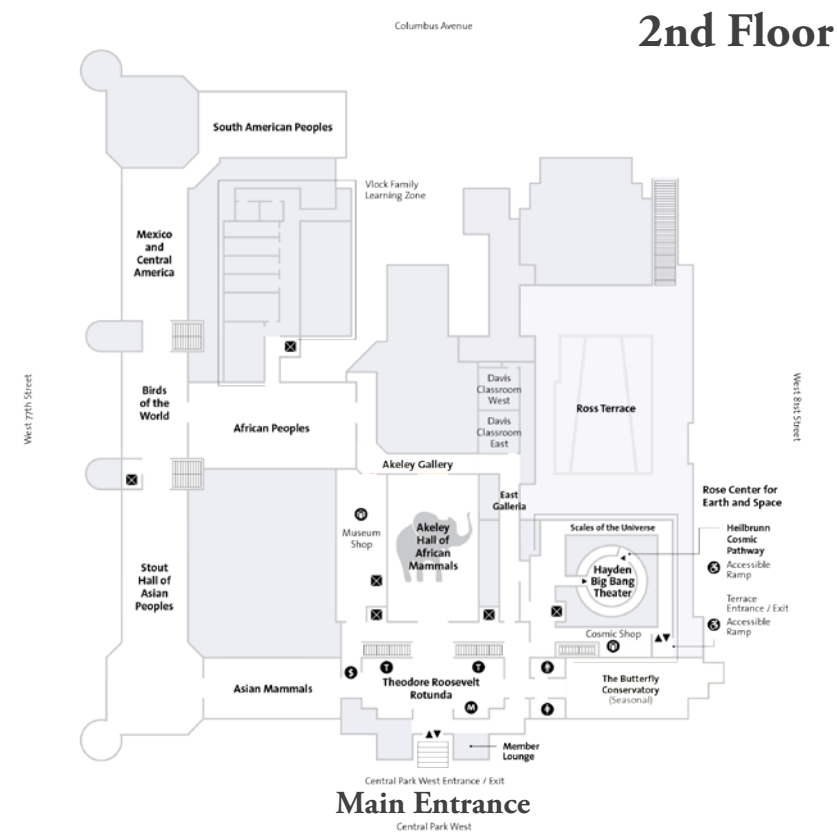 Columbus Avenue
2nd Floor
South American Peoples
Vlock Family
Learning Zone
Mexico
and
Central
America
West 77th Street
Birds
of the
World
African Peoples
Davis
Classroom
West
Davis
Classroom
East
Ross Terrace
West 81st Street
Akeley Gallery
East
Galleria
Rose Center for
Earth and Space
Museum
Shop
Akeley
Hall of
African
Mammals
Scales of the Universe
Heilbrunn
Cosmic
Pathway
Accessible
Ramp
Hayden
Big Bang
Theater
Stout
Hall of
Asian
Peoples
Terrace
Entrance / Exit
Accessible
Ramp
Cosmic Shop
$
T
T
Asian Mammals
Theodore Roosevelt
Rotunda
M
The Butterfly
Conservatory
(Seasonal)
Member
Lounge
Central Park West Entrance / Exit
Main Entrance
Central Park West